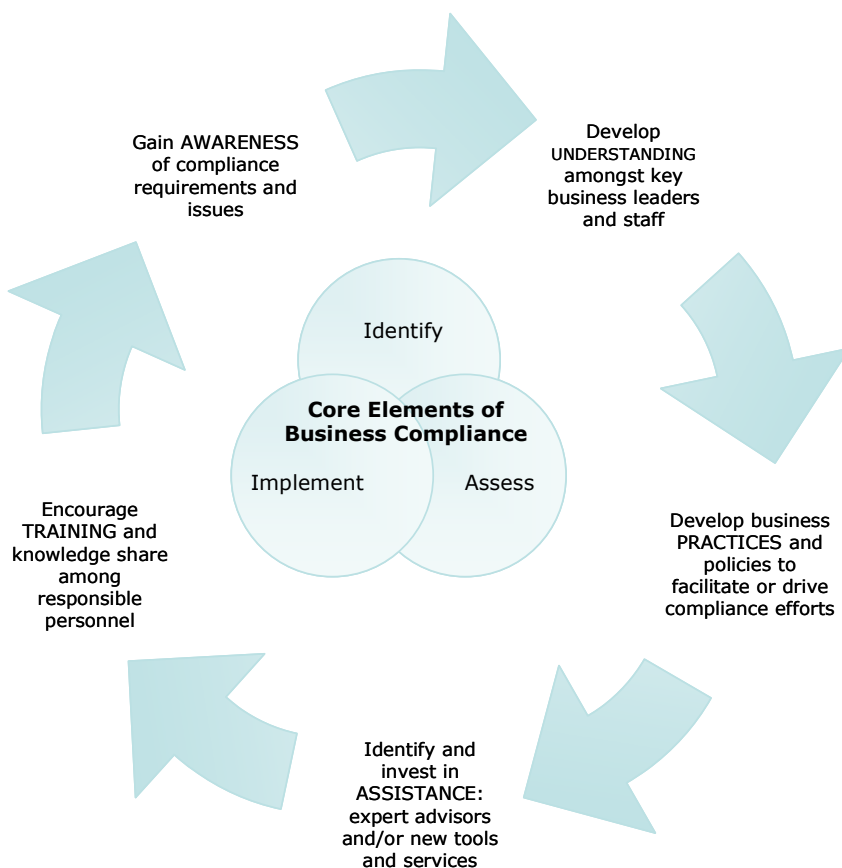 Gain AWARENESS
of compliance
requirements and
issues
Develop
UNDERSTANDING
amongst key
business leaders
and staff
Develop business
PRACTICES and
policies to
facilitate or drive
compliance efforts
Identify and
invest in
ASSISTANCE:
expert advisors
and/or new tools
and services
Encourage
TRAINING and
knowledge share
among
responsible
personnel
Identify
Core Elements of
Business Compliance
Implement
Assess